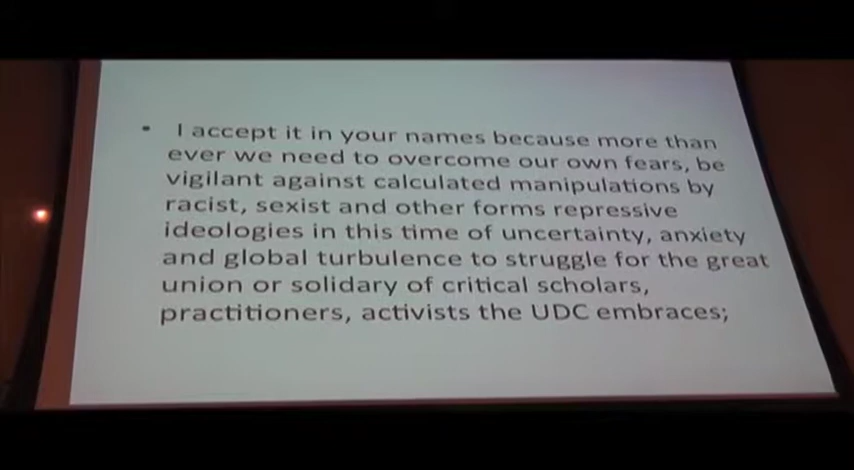 • I accept it in your names because more than
ever we need to overcome our own fears, be
vigilant against calculated manipulations by
racist, sexist and other forms repressive
ideologies in this time of uncertainty, anxiety
and global turbulence to struggle for the great
union or solidary of critical scholars,
practitioners, activists the UDC embraces;